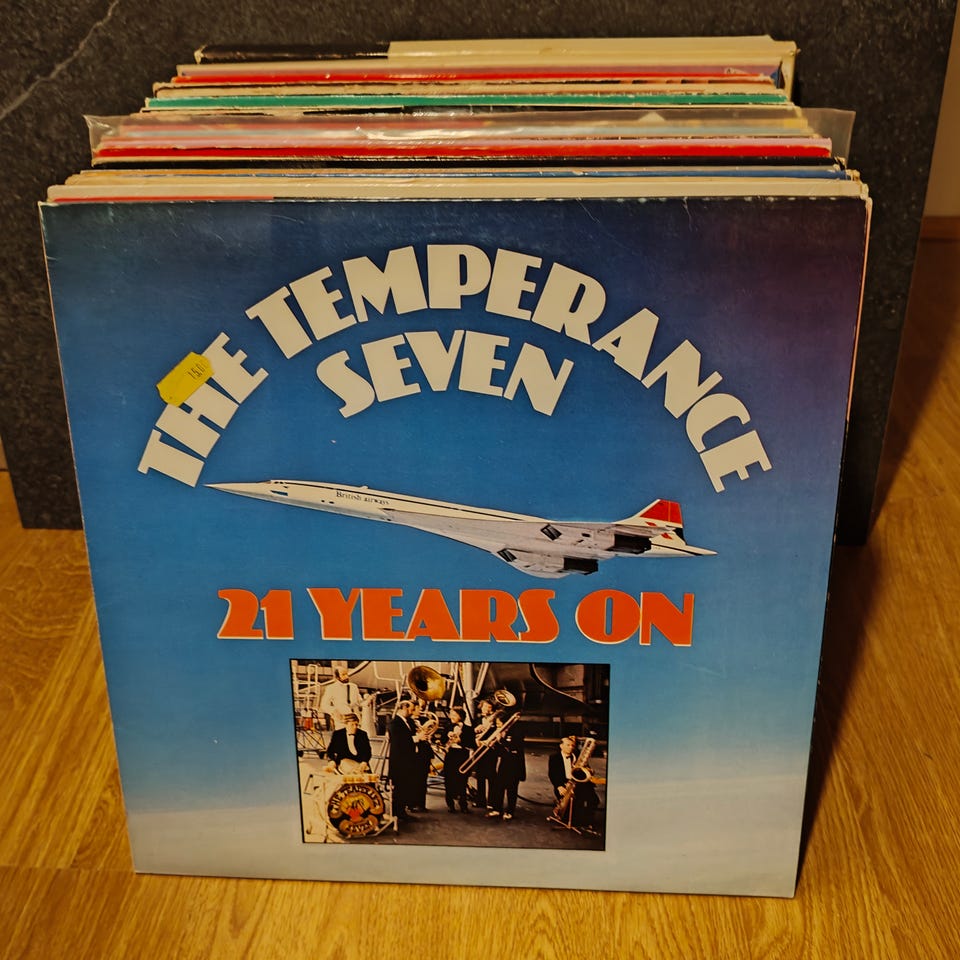 THE TEMPERANCE
SEVEN
British airways
21 YEARS ON